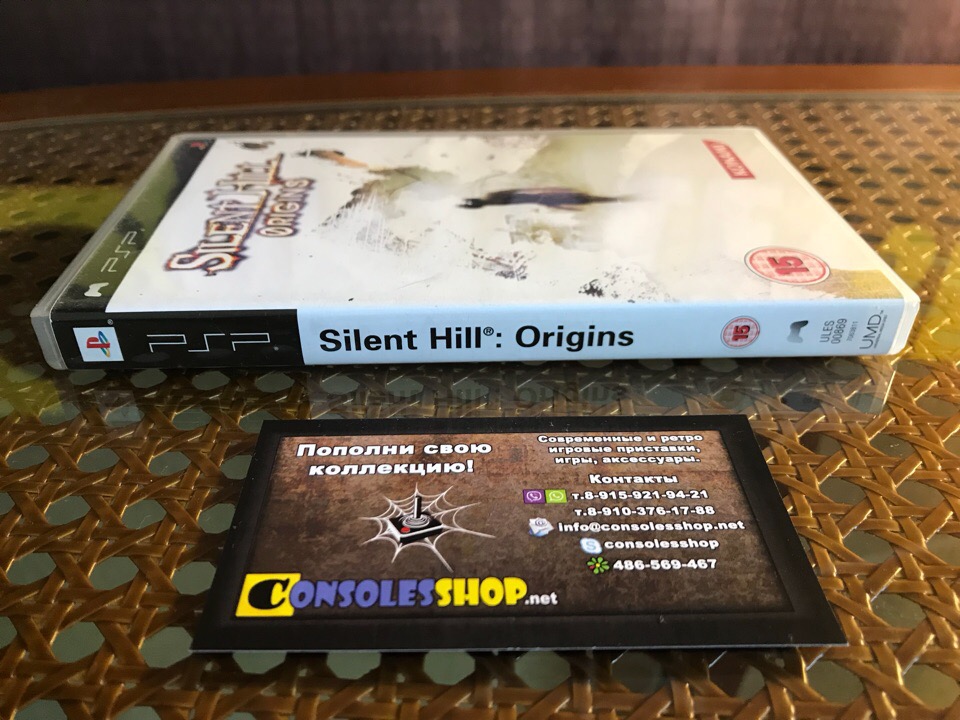 PSP
SILENT HILL
ORIGINS
KONAMI
15
PSP
Silent Hill®: Origins
15
ULES
00869
UMD
Пополни свою
коллекцию!
CONSOLESSHOP.net
Современные и ретро
игровые приставки,
игры, аксессуары.
Контакты
т.8-915-921-94-21
т.8-910-376-17-88
info@consolesshop.net
consolesshop
486-569-467